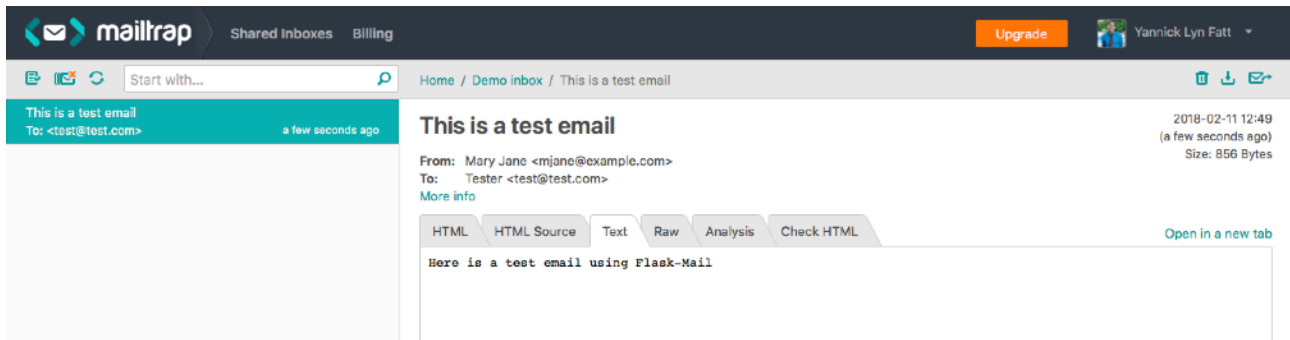 mailtrap Shared Inboxes Billing Upgrade Yannick Lyn Fatt
Start with... Home / Demo inbox / This is a test email
This is a test email
To: <test@test.com> a few seconds ago
This is a test email
2018-02-11 12:49
(a few seconds ago)
Size: 856 Bytes
From: Mary Jane <mjane@example.com>
To: Tester <test@test.com>
More info
HTML HTML Source Text Raw Analysis Check HTML Open in a new tab
Here is a test email using Flask-Mail